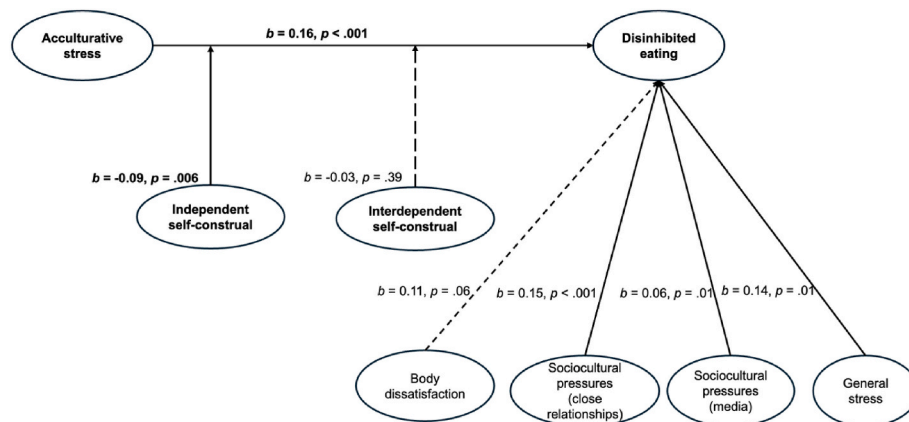 Acculturative
stress
b = 0.16, p < .001
Disinhibited
eating
b = -0.09, p = .006
b = -0.03, p = .39
Independent
self-construal
Interdependent
self-construal
b = 0.11, p = .06
b = 0.15, p < .001
b = 0.06, p = .01
b = 0.14, p = .01
Body
dissatisfaction
Sociocultural
pressures
(close
relationships)
Sociocultural
pressures
(media)
General
stress